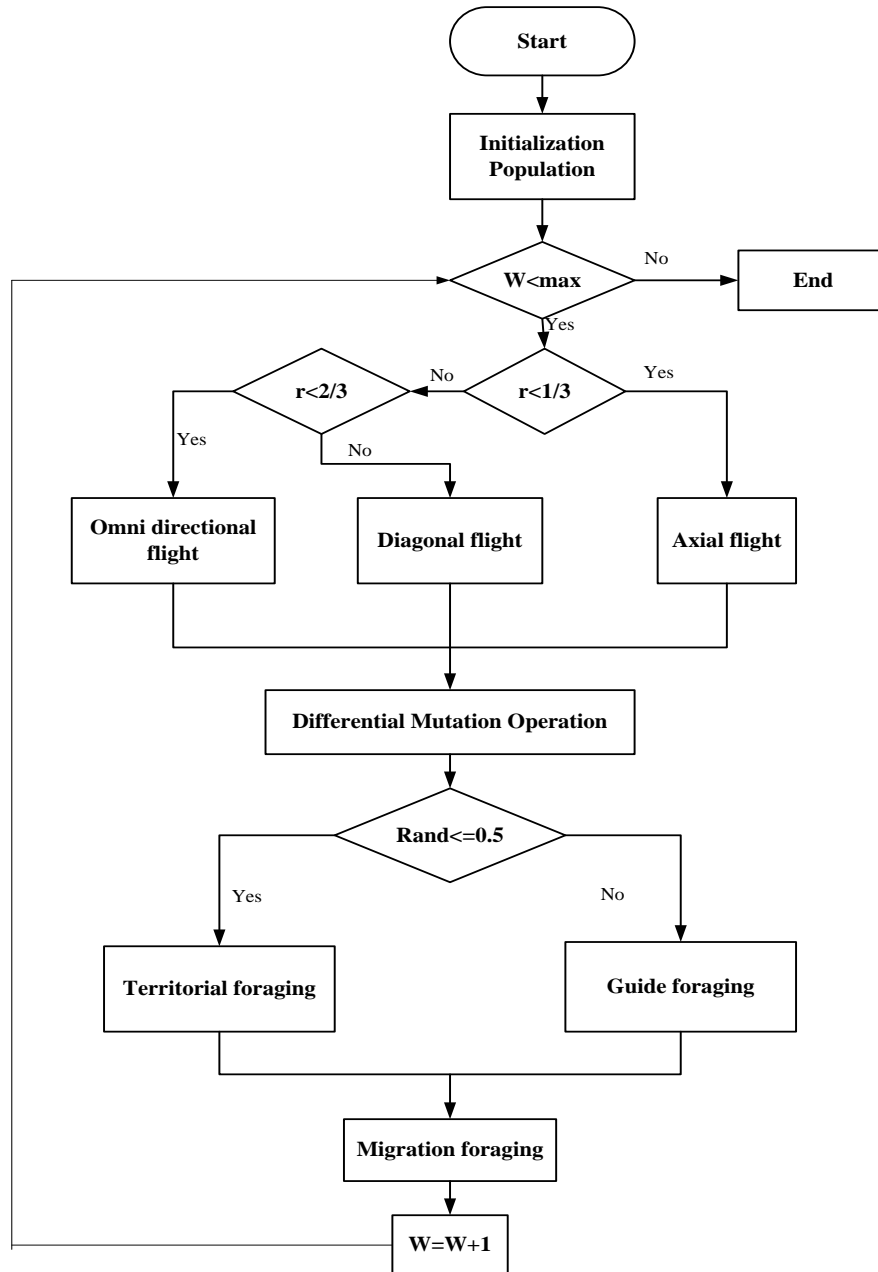 Start
Initialization
Population
W<max
No
End
Yes
r<2/3
No
r<1/3
Yes
Yes
No
Omni directional
flight
Diagonal flight
Axial flight
Differential Mutation Operation
Rand<=0.5
Yes
No
Territorial foraging
Guide foraging
Migration foraging
W=W+1